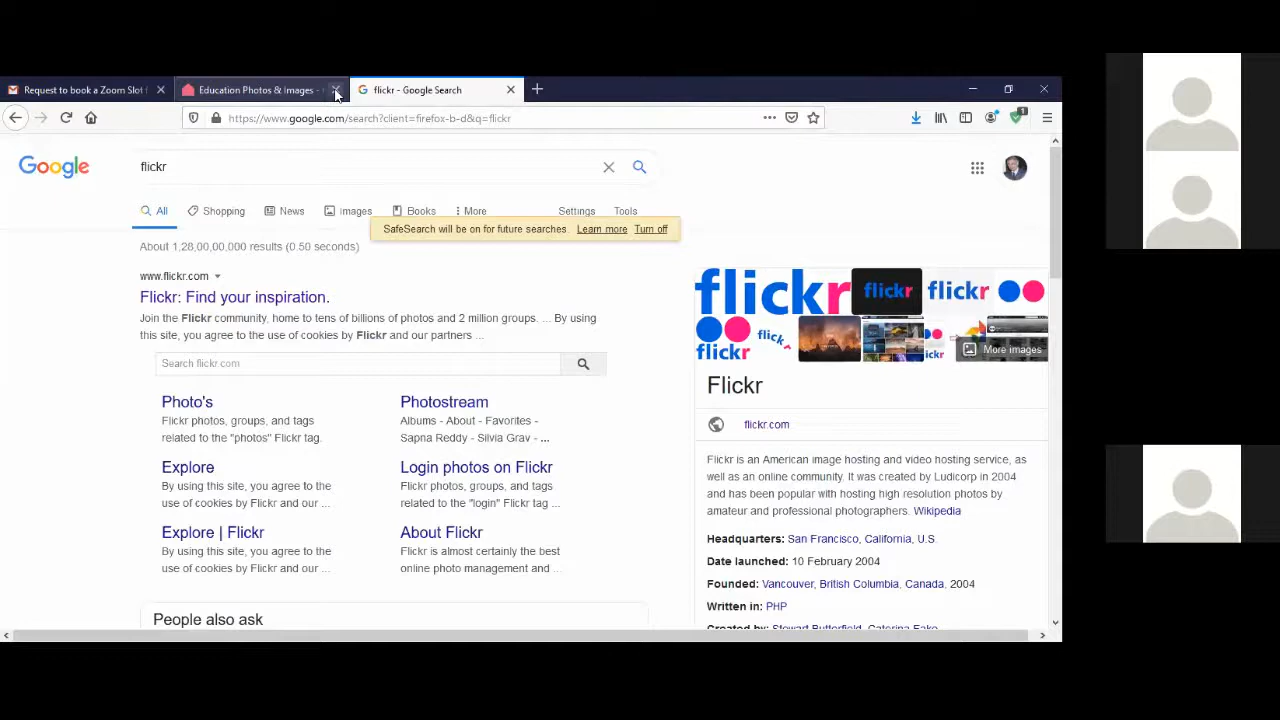 Request to book a Zoom Slot f
Education Photos & Images -
flickr - Google Search
https://www.google.com/search?client=firefox-b-d&q=flickr
1
Google
flickr
All
Shopping
News
Images
Books
More
Settings
Tools
SafeSearch will be on for future searches. Learn more Turn off
About 1,28,00,00,000 results (0.50 seconds)
www.flickr.com
Flickr: Find your inspiration.
Join the Flickr community, home to tens of billions of photos and 2 million groups. ... By using
this site, you agree to the use of cookies by Flickr and our partners ...
Search flickr.com
Photo's
Flickr photos, groups, and tags
related to the "photos" Flickr tag.
Photostream
Albums - About - Favorites -
Sapna Reddy - Silvia Grav - ...
Explore
By using this site, you agree to the
use of cookies by Flickr and our ...
Login photos on Flickr
Flickr photos, groups, and tags
related to the "login" Flickr tag ...
Explore | Flickr
By using this site, you agree to the
use of cookies by Flickr and our ...
About Flickr
Flickr is almost certainly the best
online photo management and ...
People also ask
flickr
flickr
flickr
flickr
flickr
flickr
More images
Flickr
flickr.com
Flickr is an American image hosting and video hosting service, as
well as an online community. It was created by Ludicorp in 2004
and has been popular with hosting high resolution photos by
amateur and professional photographers. Wikipedia
Headquarters: San Francisco, California, U.S.
Date launched: 10 February 2004
Founded: Vancouver, British Columbia, Canada, 2004
Written in: PHP
Created by: Stewart Butterfield, Caterina Fake